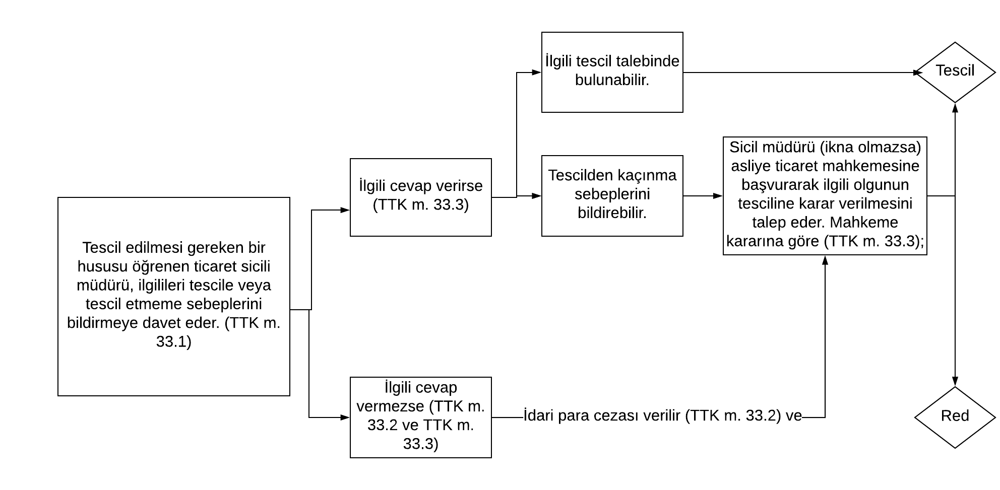 Tescil edilmesi gereken bir
hususu öğrenen ticaret sicili
müdürü, ilgilileri tescile veya
tescil etmeme sebeplerini
bildirmeye davet eder. (TTK m.
33.1)
İlgili cevap verirse
(TTK m. 33.3)
İlgili tescil talebinde
bulunabilir.
Tescil
Tescilden kaçınma
sebeplerini
bildirebilir.
Sicil müdürü (ikna olmazsa)
asliye ticaret mahkemesine
başvurarak ilgili olgunun
tesciline karar verilmesini
talep eder. Mahkeme
kararına göre (TTK m. 33.3);
İlgili cevap
vermezse (TTK m.
33.2 ve TTK m.
33.3)
İdari para cezası verilir (TTK m. 33.2) ve
Red